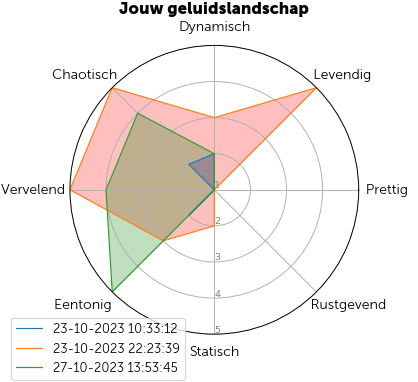 Jouw geluidslandschap
Dynamisch
Chaotisch
Levendig
Vervelend
Prettig
1
2
3
4
5
Eentonig
Rustgevend
Statisch
23-10-2023 10:33:12
23-10-2023 22:23:39
27-10-2023 13:53:45